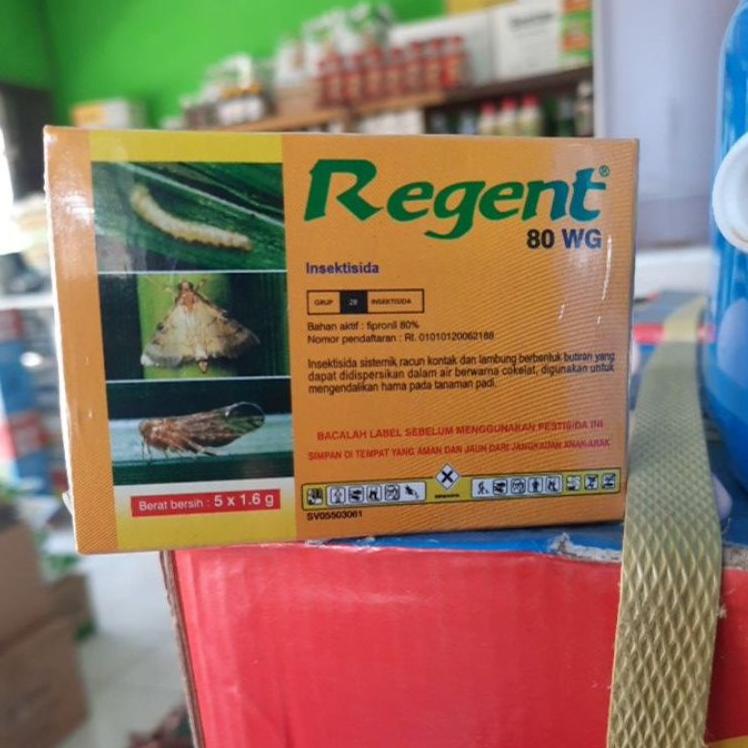 Regent®
80 WG
Insektisida
GRUP 2B INSEKTISIDA
Bahan aktif : fipronil 80%
Nomor pendaftaran : RI. 01010120062188
Insektisida sistemik, racun kontak dan lambung berbentuk butiran yang
dapat didispersikan dalam air berwarna cokelat, digunakan untuk
mengendalikan hama pada tanaman padi.
BACALAH LABEL SEBELUM MENGGUNAKAN PESTISIDA INI
SIMPAN DI TEMPAT YANG AMAN DAN JAUH DARI JANGKAUAN ANAK-ANAK
Berat bersih : 5 x 1.6 g
SV05503061